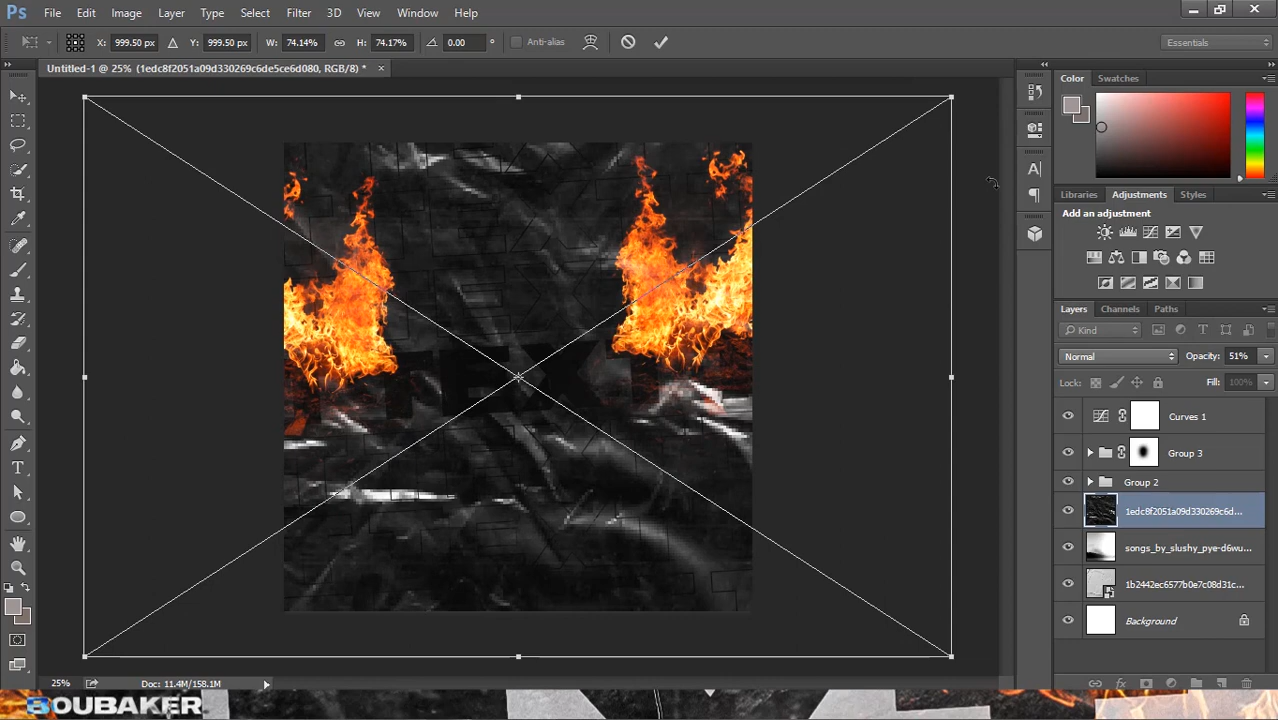 Ps File Edit Image Layer Type Select Filter 3D View Window Help
X: 999.50 px Y: 999.50 px W: 74.14% H: 74.17% 0.00 ° Anti-alias Essentials
Untitled-1 @ 25% (1edc8f2051a09d330269c6de5ce6d080, RGB/8) * ×
Color Swatches
Libraries Adjustments Styles
Add an adjustment
Layers Channels Paths
Kind
Normal Opacity: 51%
Lock: Fill: 100%
Curves 1
Group 3
Group 2
1edc8f2051a09d330269c6d...
songs_by_slushy_pye-d6wu...
1b2442ec6577b0e7c08d31c...
Background
25% Doc: 11.4M/158.1M
BOUBAKER